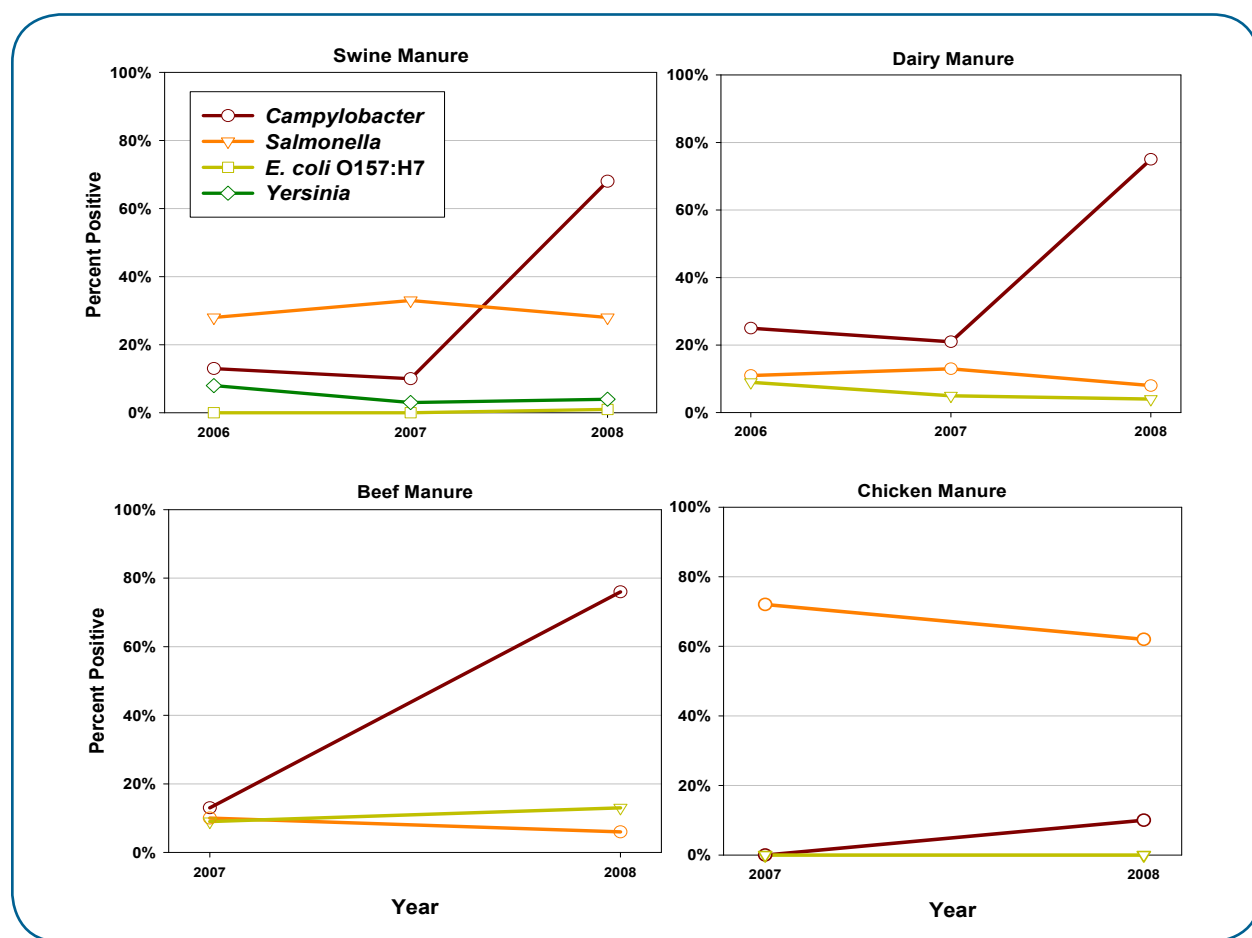 Swine Manure
100%
80%
60%
40%
20%
0%
Percent Positive
Campylobacter
Salmonella
E. coli O157:H7
Yersinia
2006
2007
2008
Dairy Manure
100%
80%
60%
40%
20%
0%
2006
2007
2008
Beef Manure
100%
80%
60%
40%
20%
0%
Percent Positive
2007
2008
Year
Chicken Manure
100%
80%
60%
40%
20%
0%
2007
2008
Year